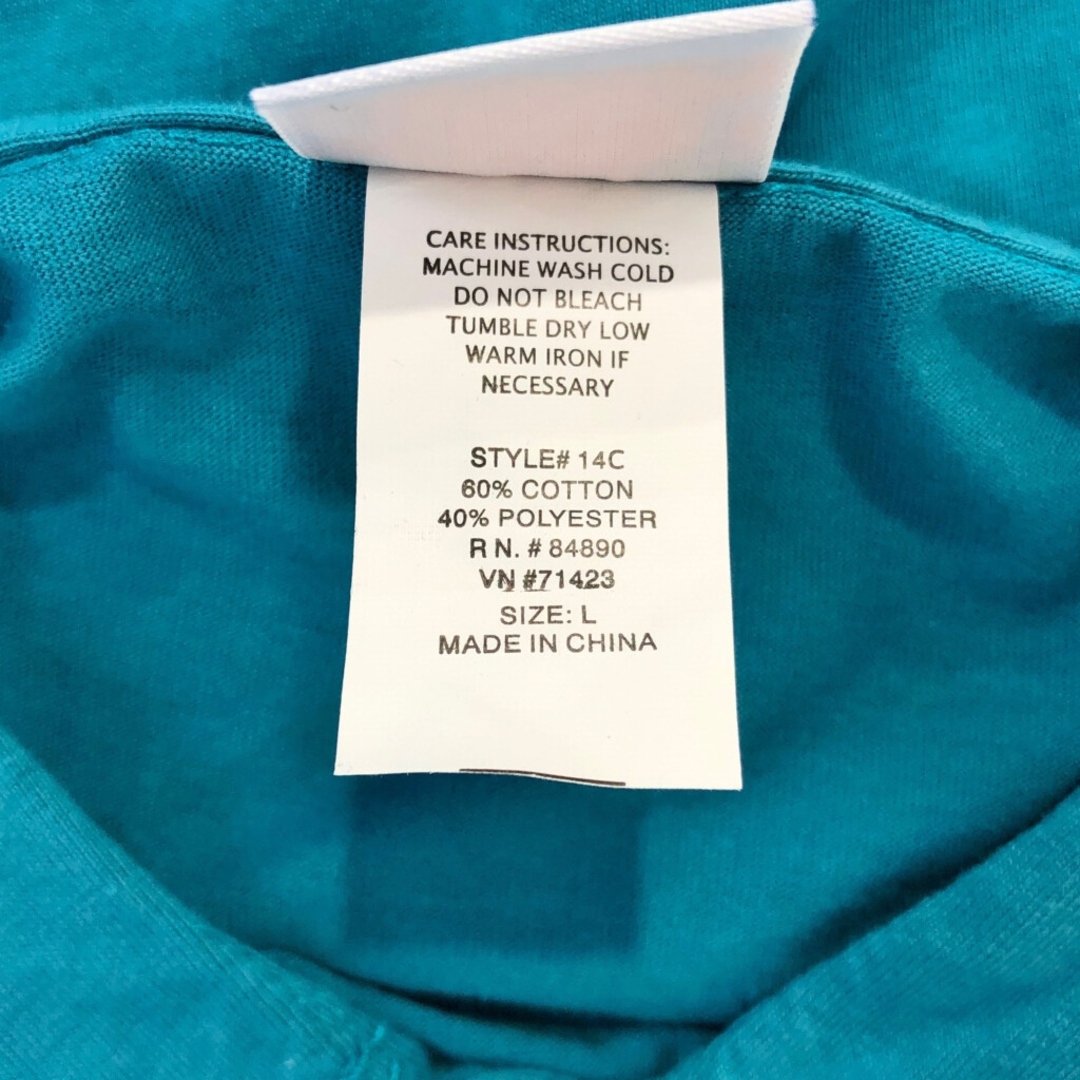 CARE INSTRUCTIONS:
MACHINE WASH COLD
DO NOT BLEACH
TUMBLE DRY LOW
WARM IRON IF
NECESSARY
STYLE# 14C
60% COTTON
40% POLYESTER
R N. # 84890
VN #71423
SIZE: L
MADE IN CHINA